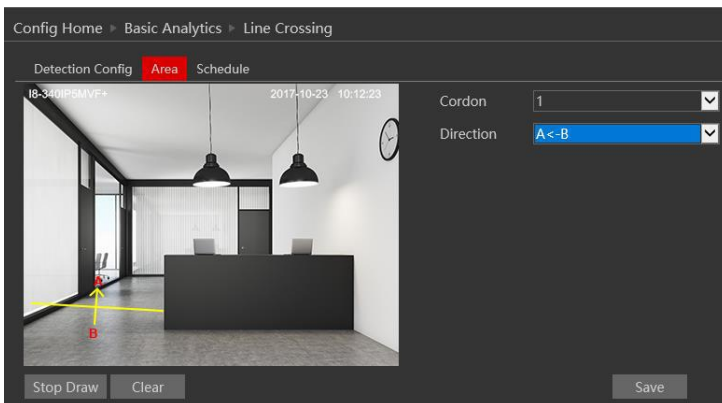 Config Home ▸ Basic Analytics ▸ Line Crossing
Detection Config Area Schedule
I8-340IP5MVF+ 2017-10-23 10:12:23
Cordon 1
Direction A<-B
A
B
Stop Draw Clear Save